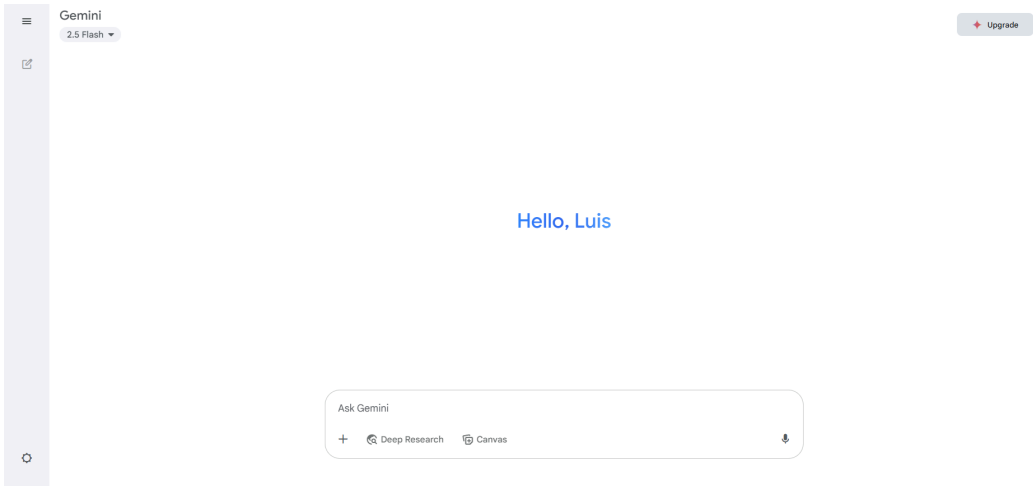 Gemini
2.5 Flash
Upgrade
Hello, Luis
Ask Gemini
Deep Research Canvas